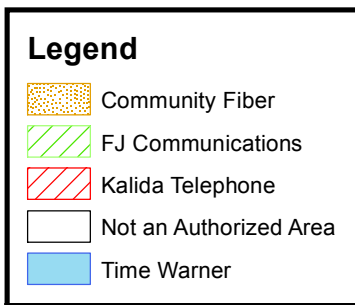 Legend
Community Fiber
FJ Communications
Kalida Telephone
Not an Authorized Area
Time Warner